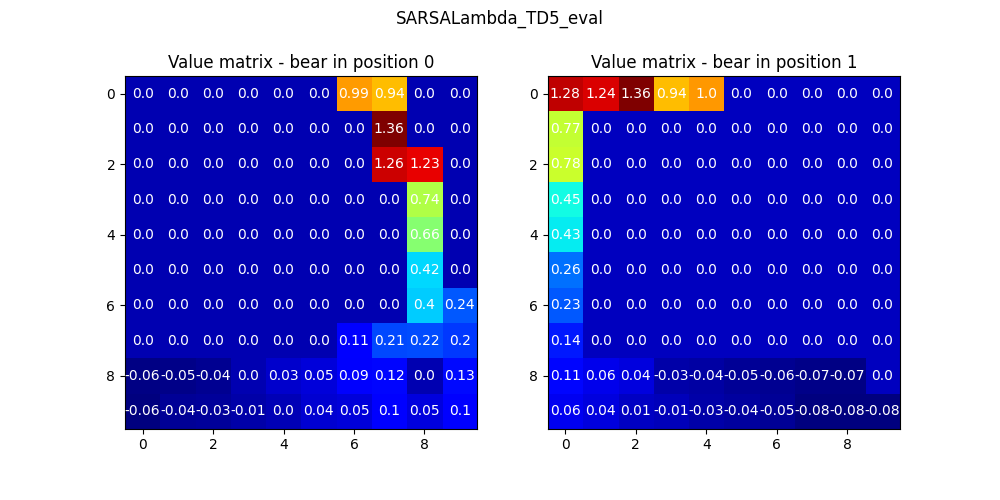 SARSALambda_TD5_eval
Value matrix - bear in position 0
0 0.0 0.0 0.0 0.0 0.0 0.0 0.99 0.94 0.0 0.0
0.0 0.0 0.0 0.0 0.0 0.0 0.0 1.36 0.0 0.0
2 0.0 0.0 0.0 0.0 0.0 0.0 0.0 1.26 1.23 0.0
0.0 0.0 0.0 0.0 0.0 0.0 0.0 0.0 0.74 0.0
4 0.0 0.0 0.0 0.0 0.0 0.0 0.0 0.0 0.66 0.0
0.0 0.0 0.0 0.0 0.0 0.0 0.0 0.0 0.42 0.0
6 0.0 0.0 0.0 0.0 0.0 0.0 0.0 0.0 0.4 0.24
0.0 0.0 0.0 0.0 0.0 0.0 0.11 0.21 0.22 0.2
8 -0.06 -0.05 -0.04 0.0 0.03 0.05 0.09 0.12 0.0 0.13
-0.06 -0.04 -0.03 -0.01 0.0 0.04 0.05 0.1 0.05 0.1
0 2 4 6 8
Value matrix - bear in position 1
0 1.28 1.24 1.36 0.94 1.0 0.0 0.0 0.0 0.0 0.0
0.77 0.0 0.0 0.0 0.0 0.0 0.0 0.0 0.0 0.0
2 0.78 0.0 0.0 0.0 0.0 0.0 0.0 0.0 0.0 0.0
0.45 0.0 0.0 0.0 0.0 0.0 0.0 0.0 0.0 0.0
4 0.43 0.0 0.0 0.0 0.0 0.0 0.0 0.0 0.0 0.0
0.26 0.0 0.0 0.0 0.0 0.0 0.0 0.0 0.0 0.0
6 0.23 0.0 0.0 0.0 0.0 0.0 0.0 0.0 0.0 0.0
0.14 0.0 0.0 0.0 0.0 0.0 0.0 0.0 0.0 0.0
8 0.11 0.06 0.04 -0.03 -0.04 -0.05 -0.06 -0.07 -0.07 0.0
0.06 0.04 0.01 -0.01 -0.03 -0.04 -0.05 -0.08 -0.08 -0.08
0 2 4 6 8